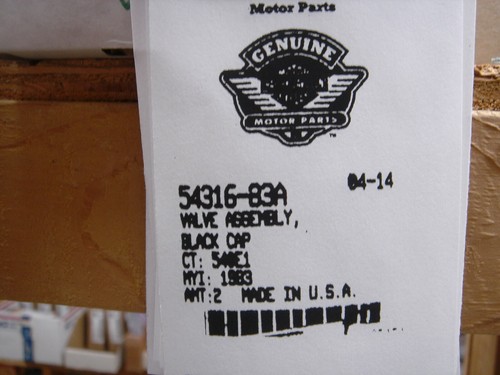 Motor Parts
GENUINE
MOTOR PARTS
TM
04-14
54316-83A
VALVE ASSEMBLY,
BLACK CAP
CT: 540E1
MYI: 1983
AMT:2 MADE IN U.S.A.